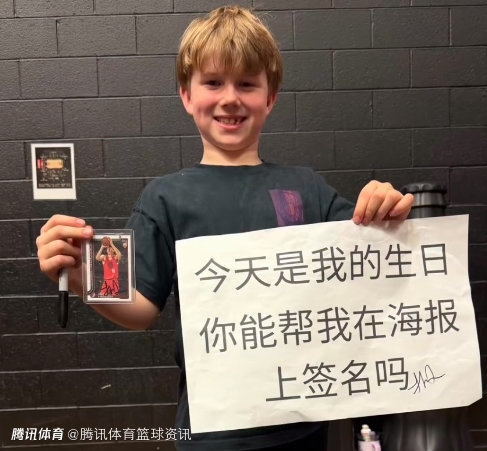 今天是我的生日
你能帮我在海报
上签名吗
腾讯体育 @腾讯体育篮球资讯